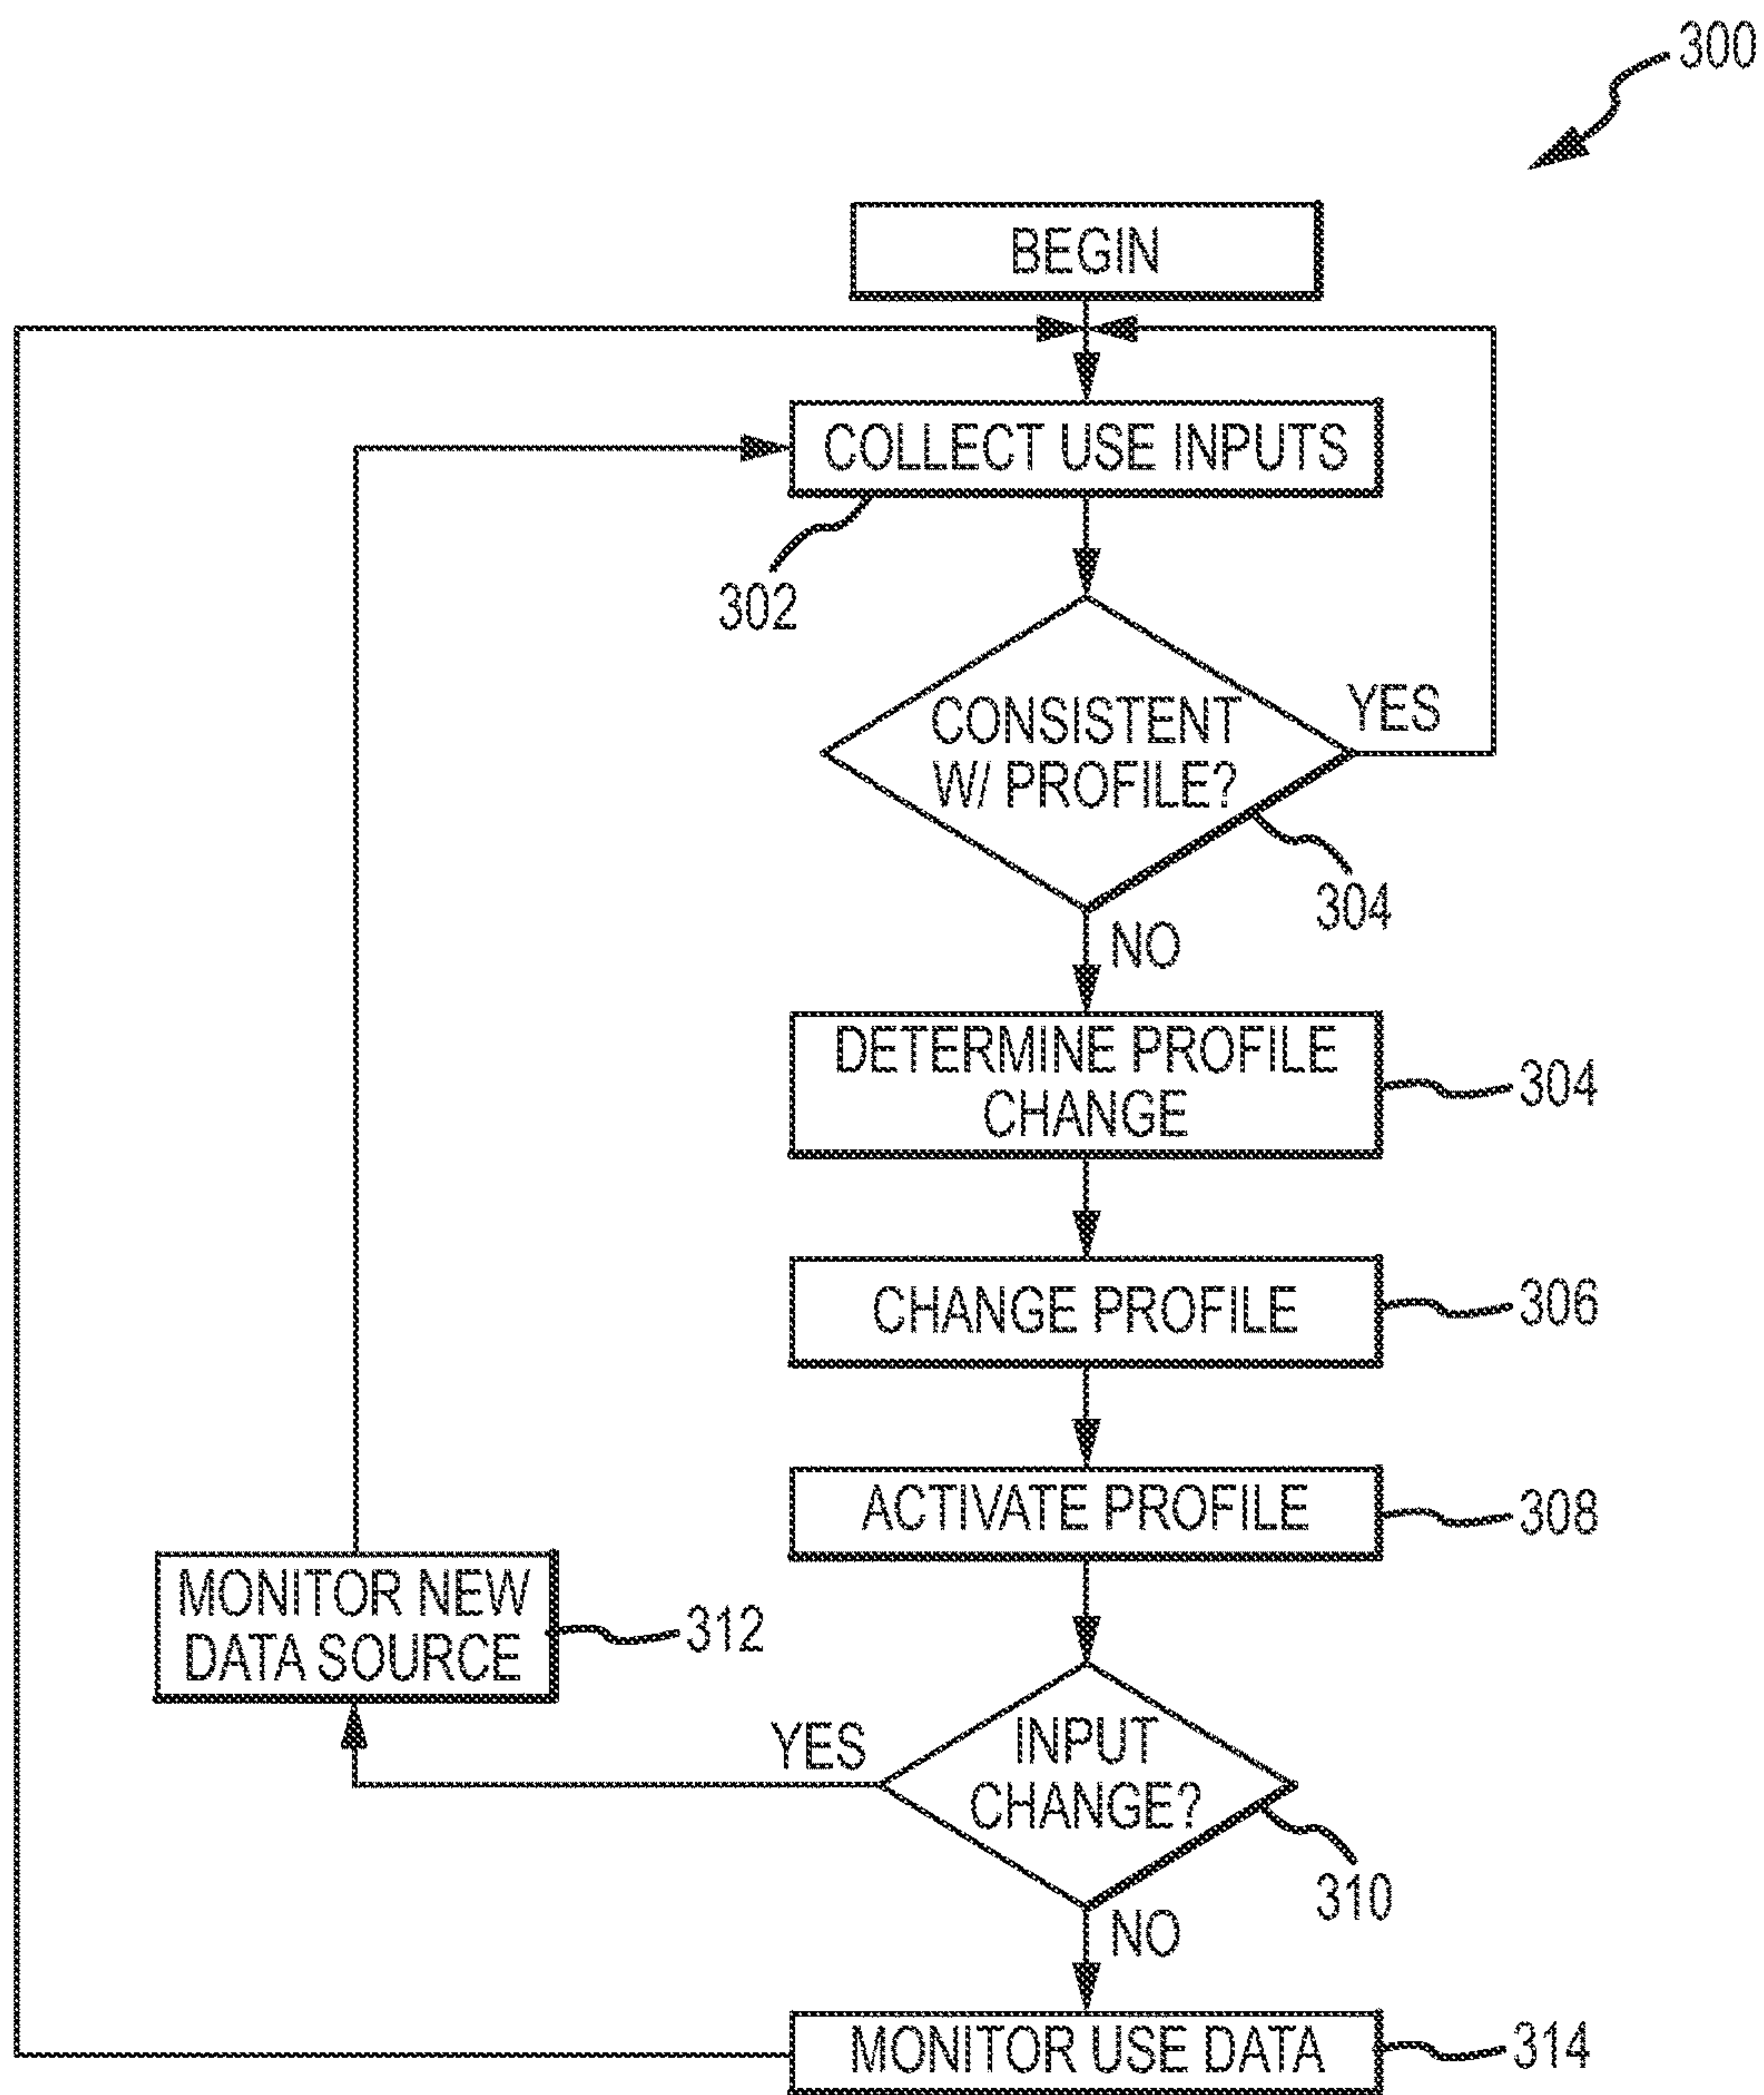 300
BEGIN
COLLECT USE INPUTS
302
CONSISTENT
W/ PROFILE?
YES
304
NO
DETERMINE PROFILE
CHANGE
304
CHANGE PROFILE
306
ACTIVATE PROFILE
308
MONITOR NEW
DATA SOURCE
312
YES
INPUT
CHANGE?
310
NO
MONITOR USE DATA
314